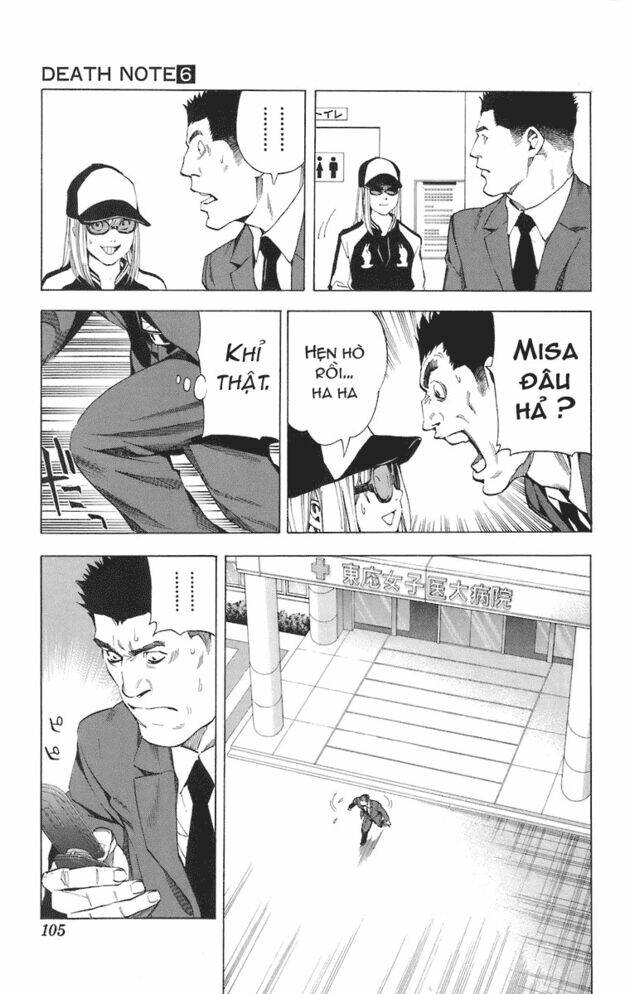 DEATH NOTE 6
トイレ
⋯⋯
MISA
ĐÂU
HẢ?
HẸN HÒ
RỒI...
HA HA
KHỈ
THẬT.
東応女子医大病院
⋯⋯
105